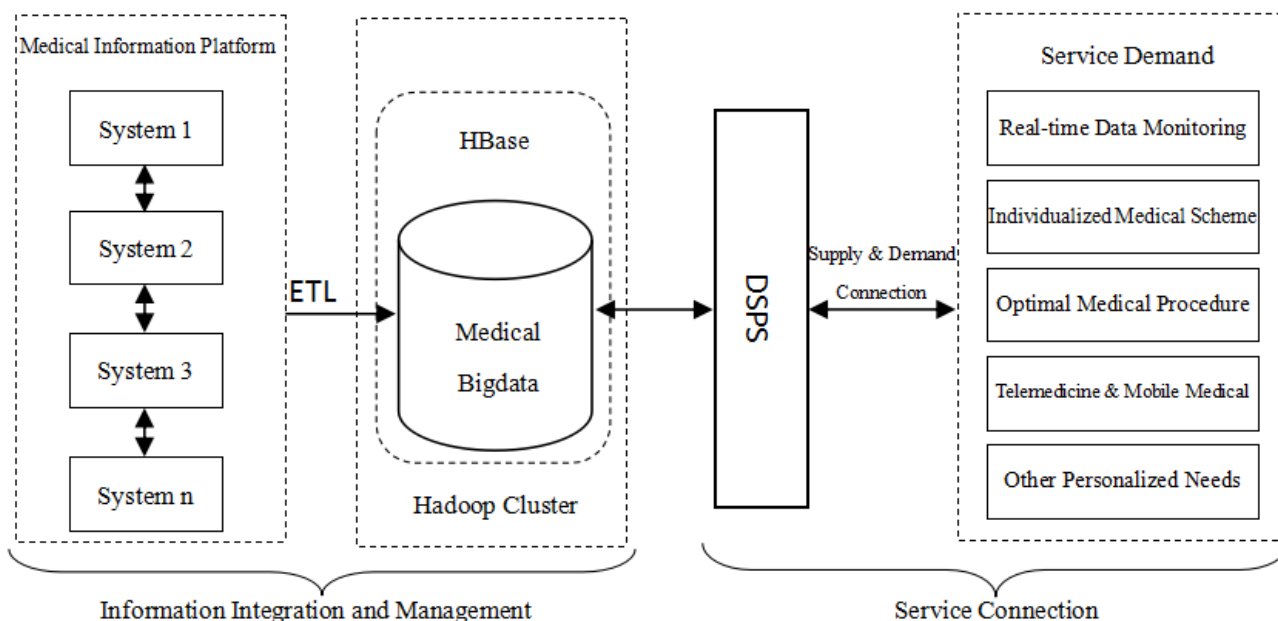 Medical Information Platform
System 1
System 2
System 3
System n
ETL
HBase
Medical
Bigdata
Hadoop Cluster
DSPS
Supply & Demand
Connection
Service Demand
Real-time Data Monitoring
Individualized Medical Scheme
Optimal Medical Procedure
Telemedicine & Mobile Medical
Other Personalized Needs
Information Integration and Management
Service Connection